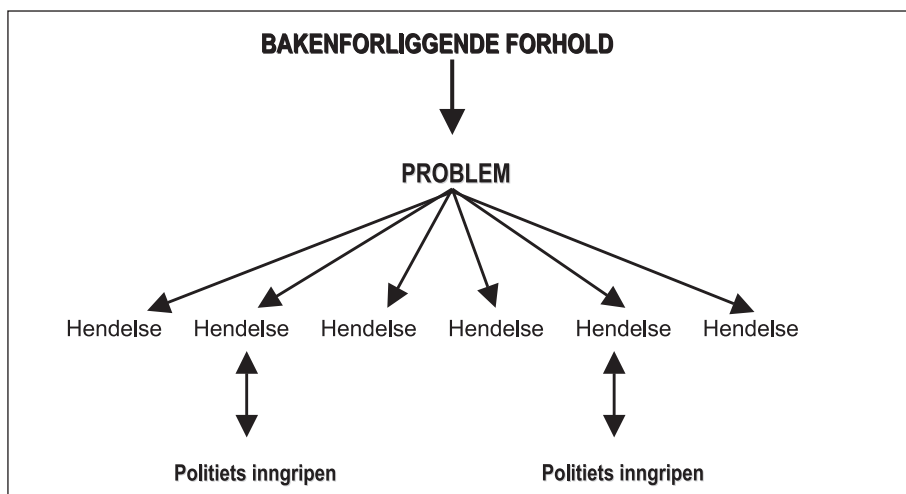 BAKENFORLIGGENDE FORHOLD
PROBLEM
Hendelse Hendelse Hendelse Hendelse Hendelse Hendelse
Politiets inngripen Politiets inngripen